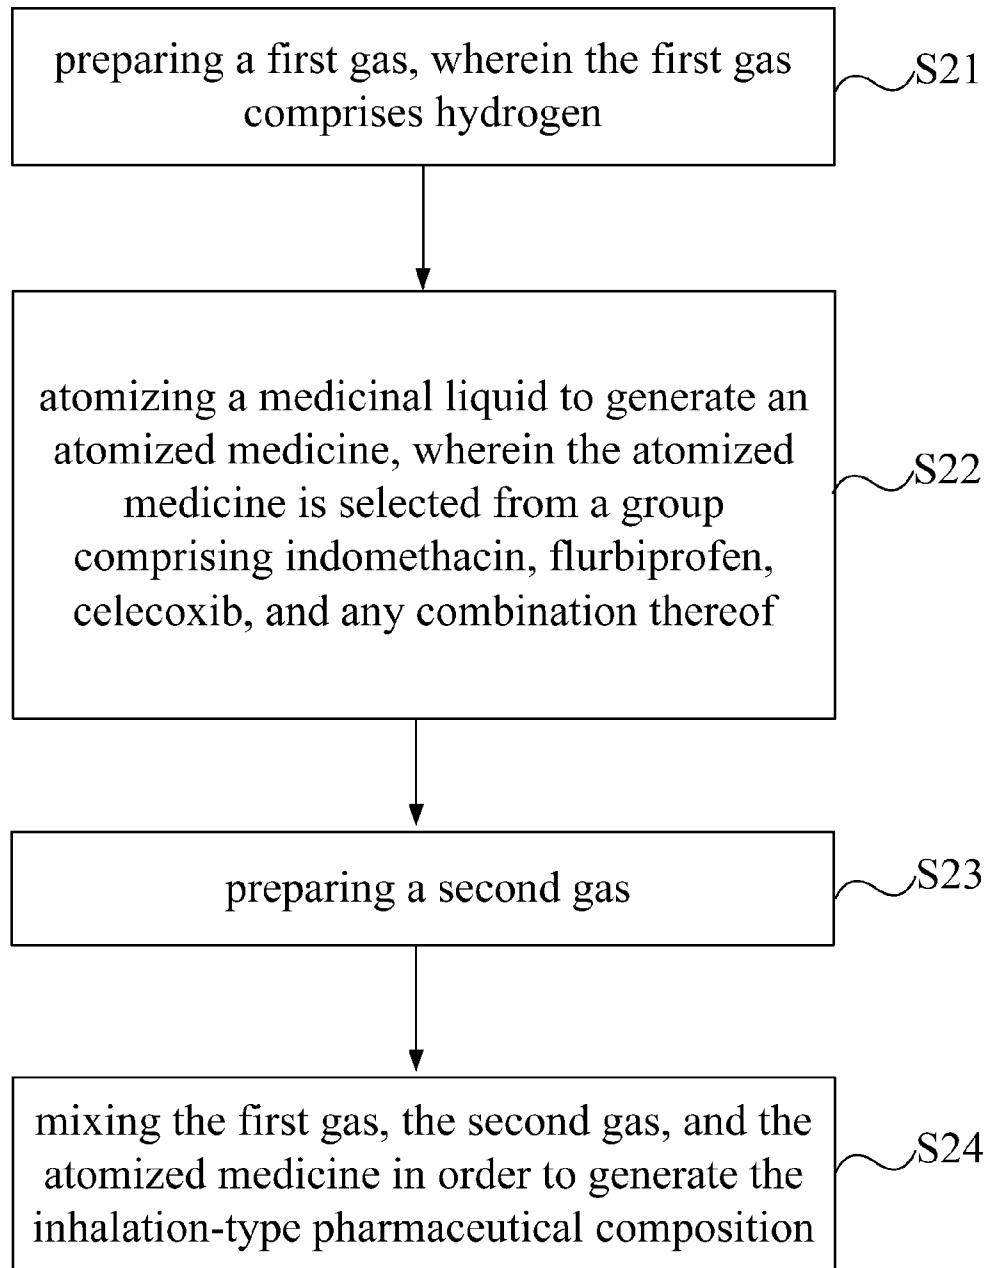 preparing a first gas, wherein the first gas
comprises hydrogen
S21
atomizing a medicinal liquid to generate an
atomized medicine, wherein the atomized
medicine is selected from a group
comprising indomethacin, flurbiprofen,
celecoxib, and any combination thereof
S22
preparing a second gas
S23
mixing the first gas, the second gas, and the
atomized medicine in order to generate the
inhalation-type pharmaceutical composition
S24